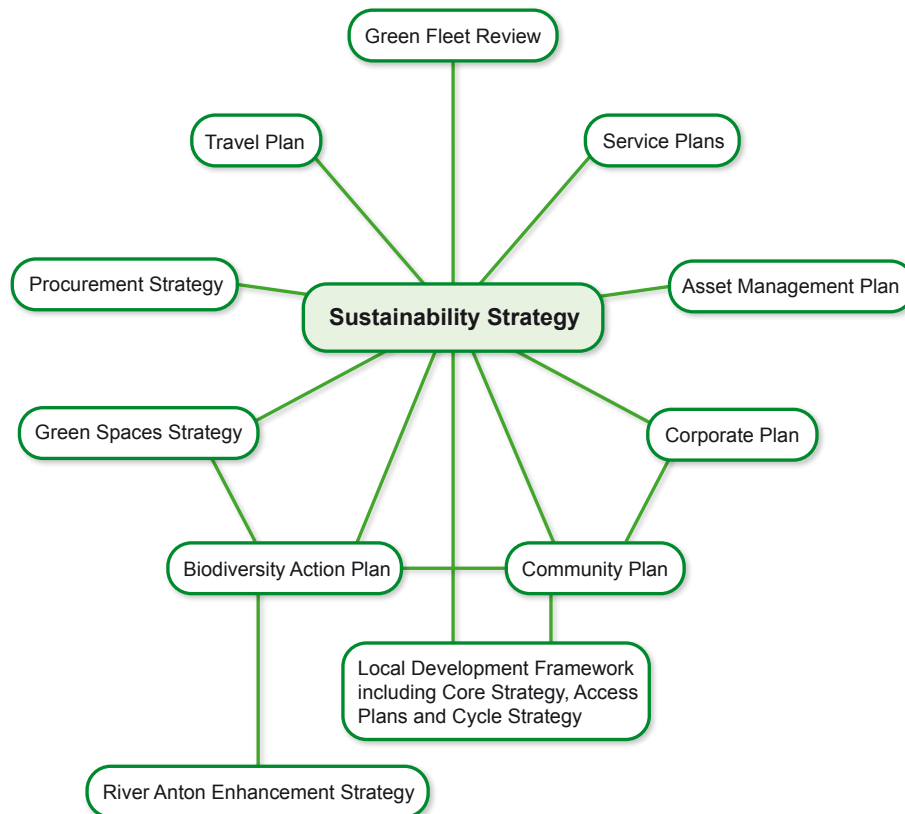 Green Fleet Review
Travel Plan
Service Plans
Procurement Strategy
Asset Management Plan
Sustainability Strategy
Green Spaces Strategy
Corporate Plan
Biodiversity Action Plan
Community Plan
Local Development Framework
including Core Strategy, Access
Plans and Cycle Strategy
River Anton Enhancement Strategy